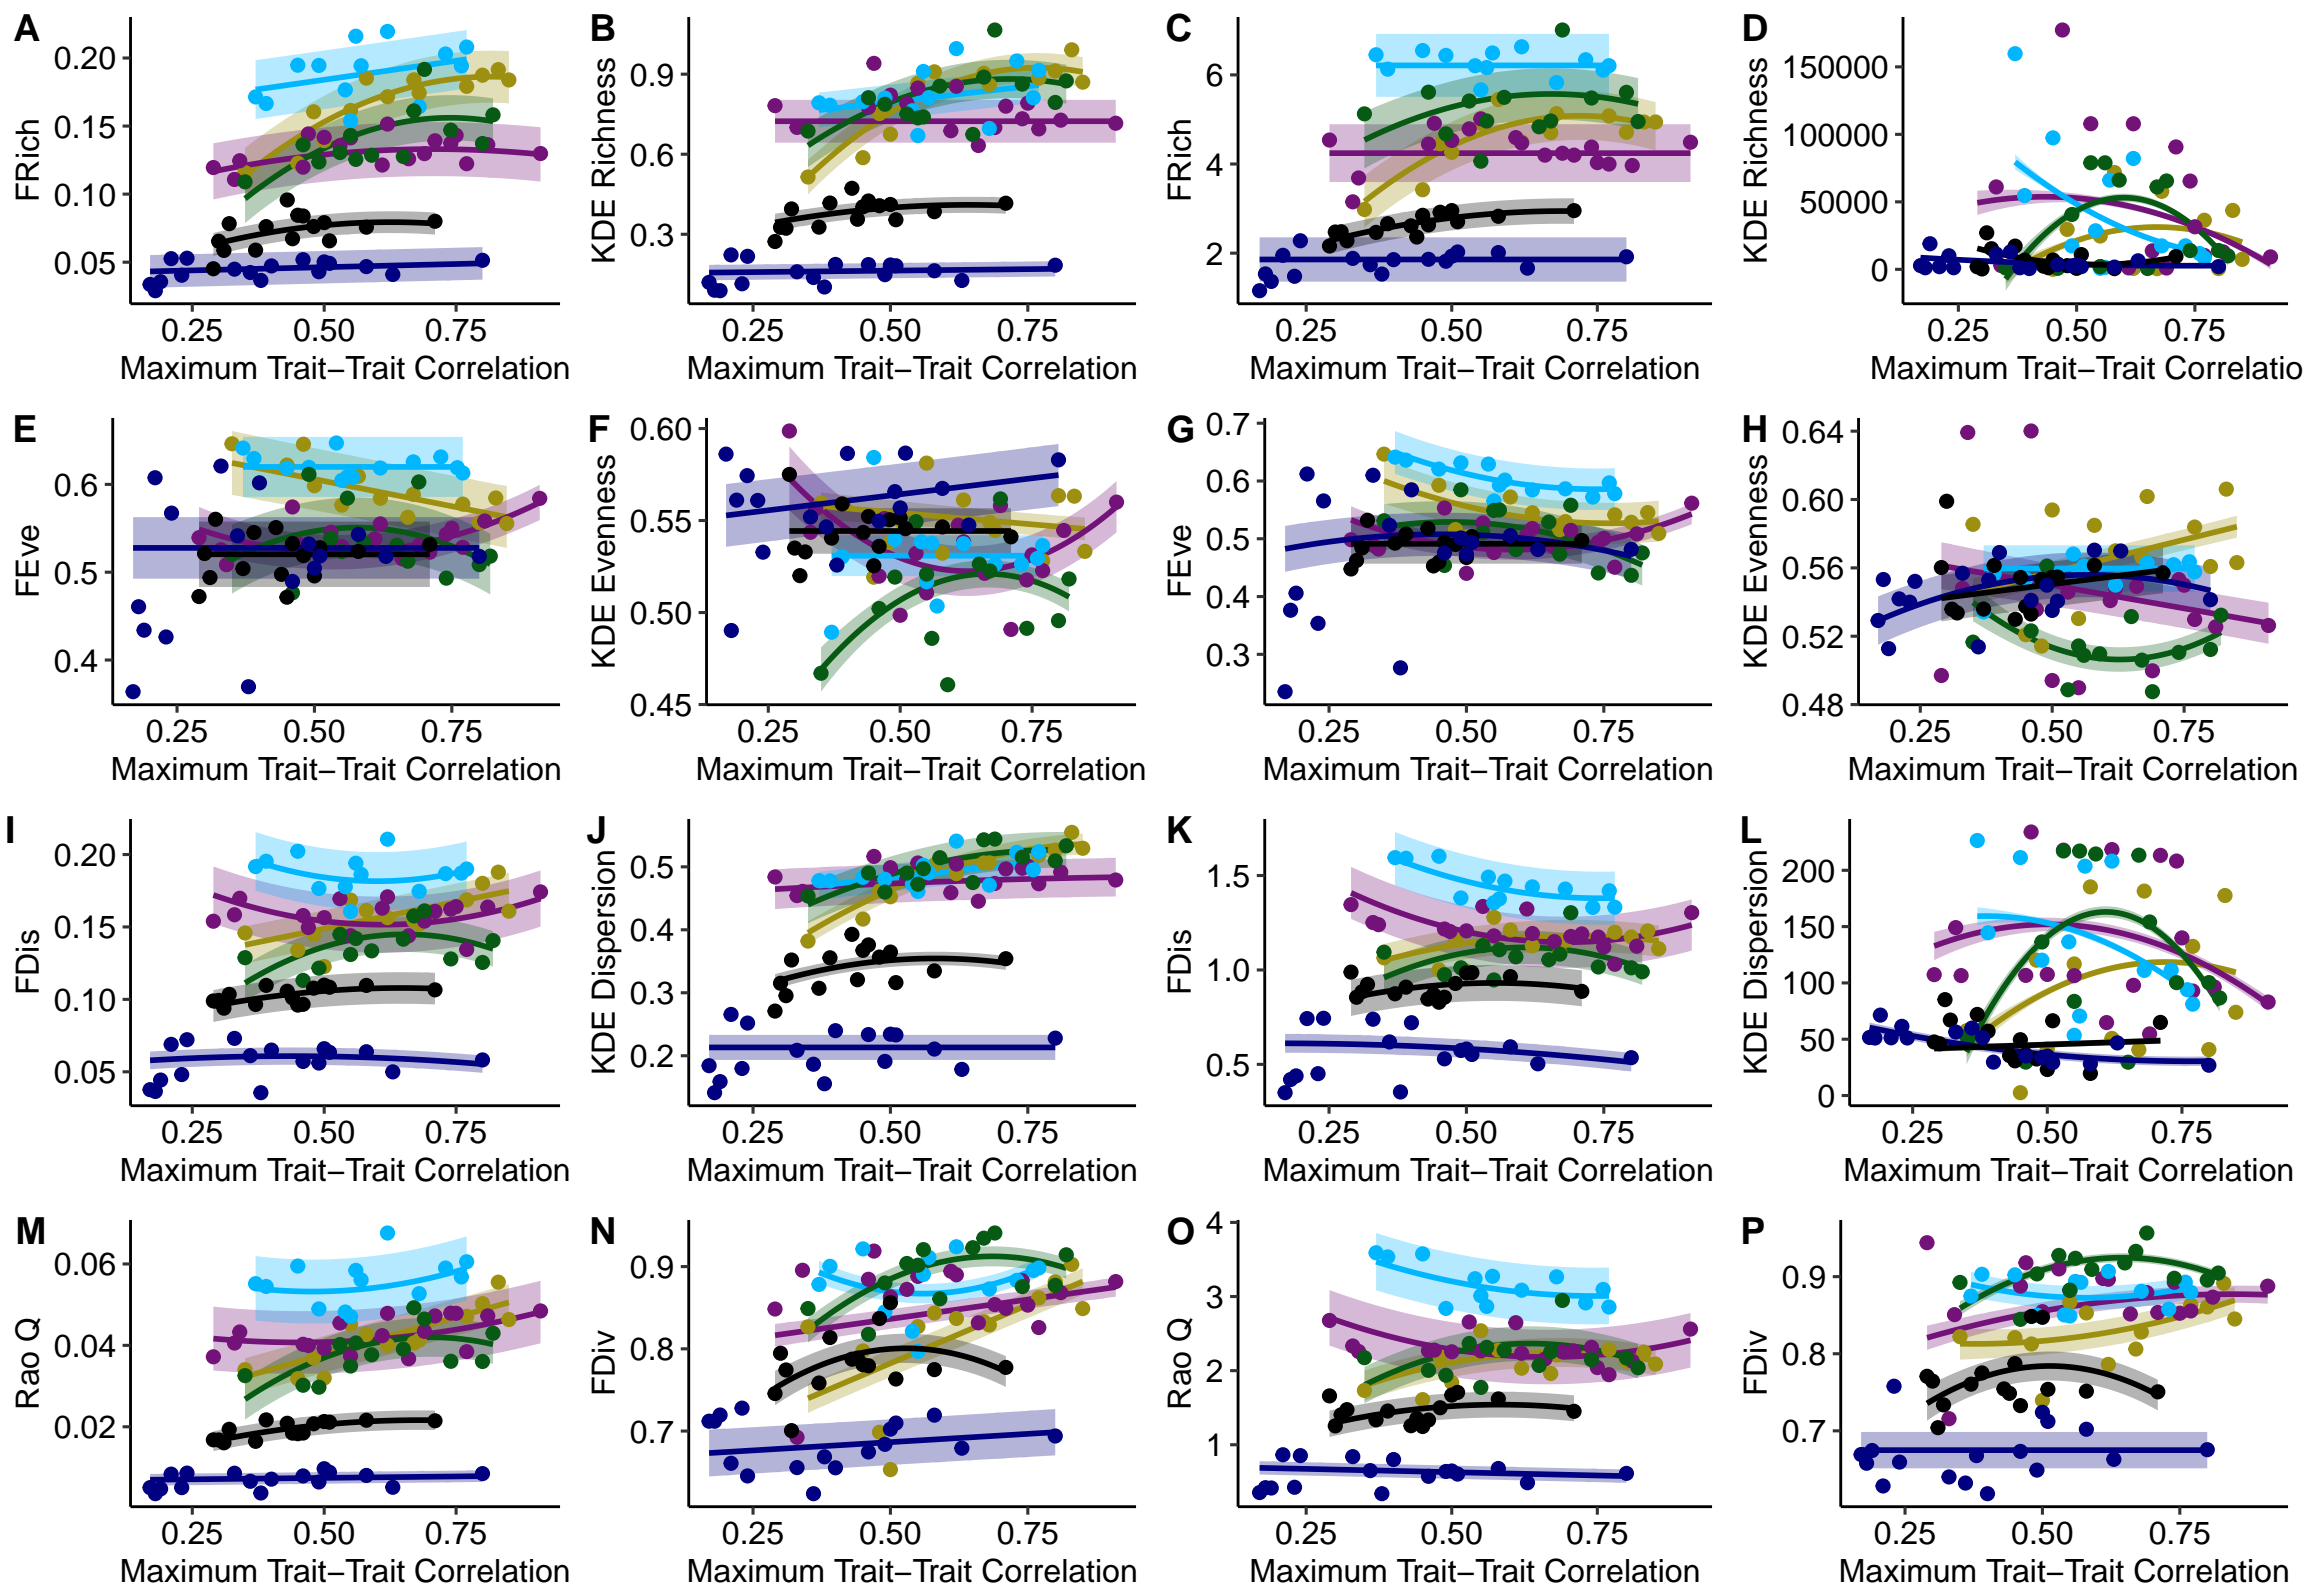 A
FRich
0.20
0.15
0.10
0.05
0.25 0.50 0.75
Maximum Trait−Trait Correlation
B
KDE Richness
0.9
0.6
0.3
0.25 0.50 0.75
Maximum Trait−Trait Correlation
C
FRich
6
4
2
0.25 0.50 0.75
Maximum Trait−Trait Correlation
D
KDE Richness
150000
100000
50000
0
0.25 0.50 0.75
Maximum Trait−Trait Correlatio
E
FEve
0.6
0.5
0.4
0.25 0.50 0.75
Maximum Trait−Trait Correlation
F
KDE Evenness
0.60
0.55
0.50
0.45
0.25 0.50 0.75
Maximum Trait−Trait Correlation
G
FEve
0.7
0.6
0.5
0.4
0.3
0.25 0.50 0.75
Maximum Trait−Trait Correlation
H
KDE Evenness
0.64
0.60
0.56
0.52
0.48
0.25 0.50 0.75
Maximum Trait−Trait Correlation
I
FDis
0.20
0.15
0.10
0.05
0.25 0.50 0.75
Maximum Trait−Trait Correlation
J
KDE Dispersion
0.5
0.4
0.3
0.2
0.25 0.50 0.75
Maximum Trait−Trait Correlation
K
FDis
1.5
1.0
0.5
0.25 0.50 0.75
Maximum Trait−Trait Correlation
L
KDE Dispersion
200
150
100
50
0
0.25 0.50 0.75
Maximum Trait−Trait Correlation
M
Rao Q
0.06
0.04
0.02
0.25 0.50 0.75
Maximum Trait−Trait Correlation
N
FDiv
0.9
0.8
0.7
0.25 0.50 0.75
Maximum Trait−Trait Correlation
O
Rao Q
4
3
2
1
0.25 0.50 0.75
Maximum Trait−Trait Correlation
P
FDiv
0.9
0.8
0.7
0.25 0.50 0.75
Maximum Trait−Trait Correlation